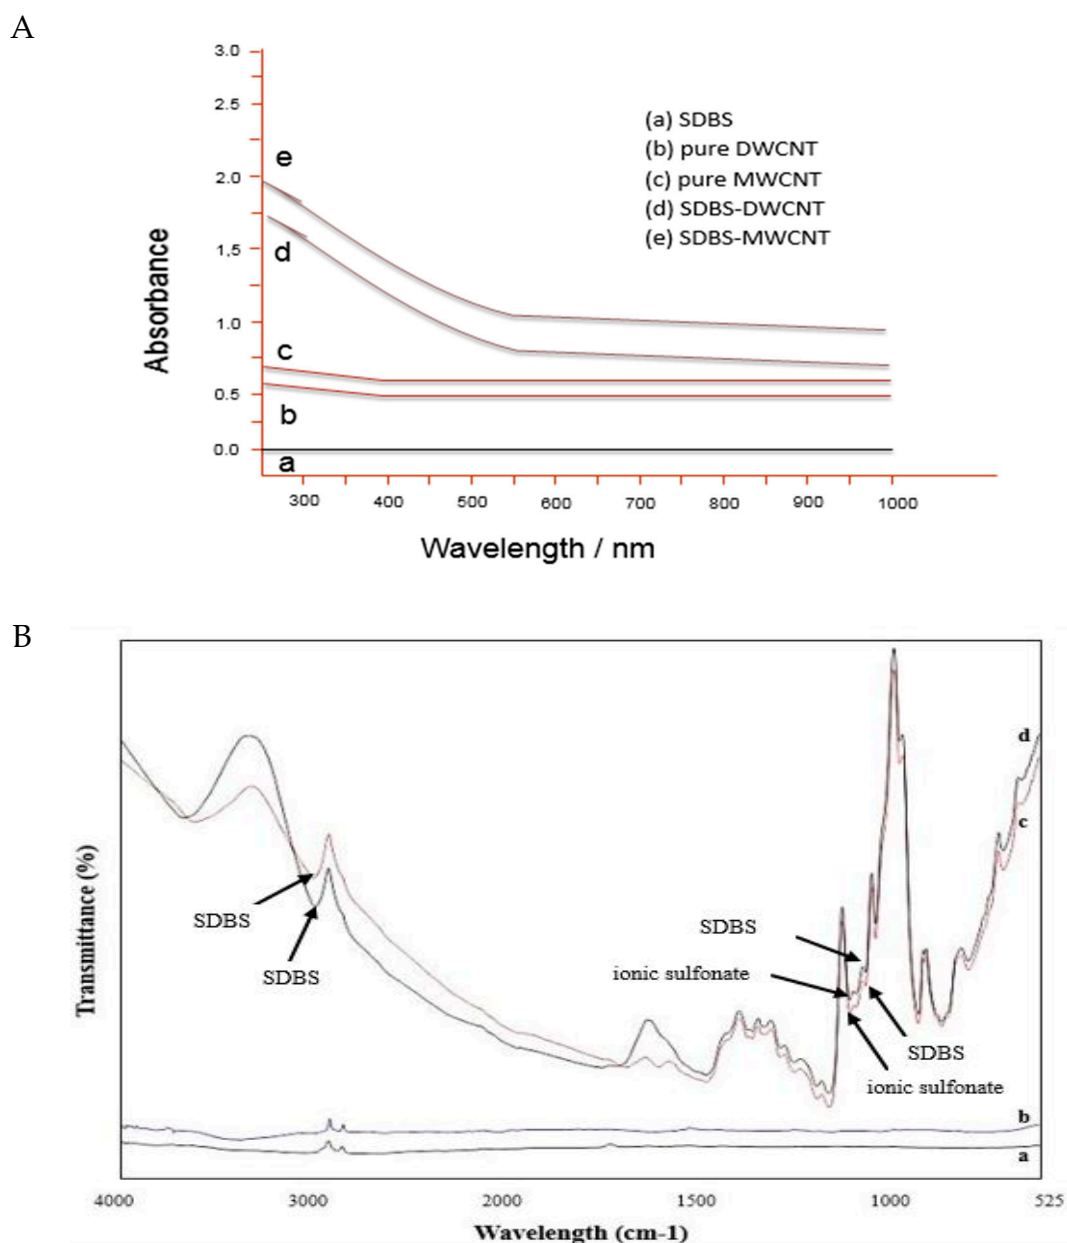 A
3.0
2.5
2.0
1.5
1.0
0.5
0.0
Absorbance
e
d
c
b
a
(a) SDBS
(b) pure DWCNT
(c) pure MWCNT
(d) SDBS-DWCNT
(e) SDBS-MWCNT
300 400 500 600 700 800 900 1000
Wavelength / nm
B
Transmittance (%)
d
c
SDBS
SDBS
SDBS
ionic sulfonate
SDBS
ionic sulfonate
b
a
4000 3000 2000 1500 1000 525
Wavelength (cm-1)